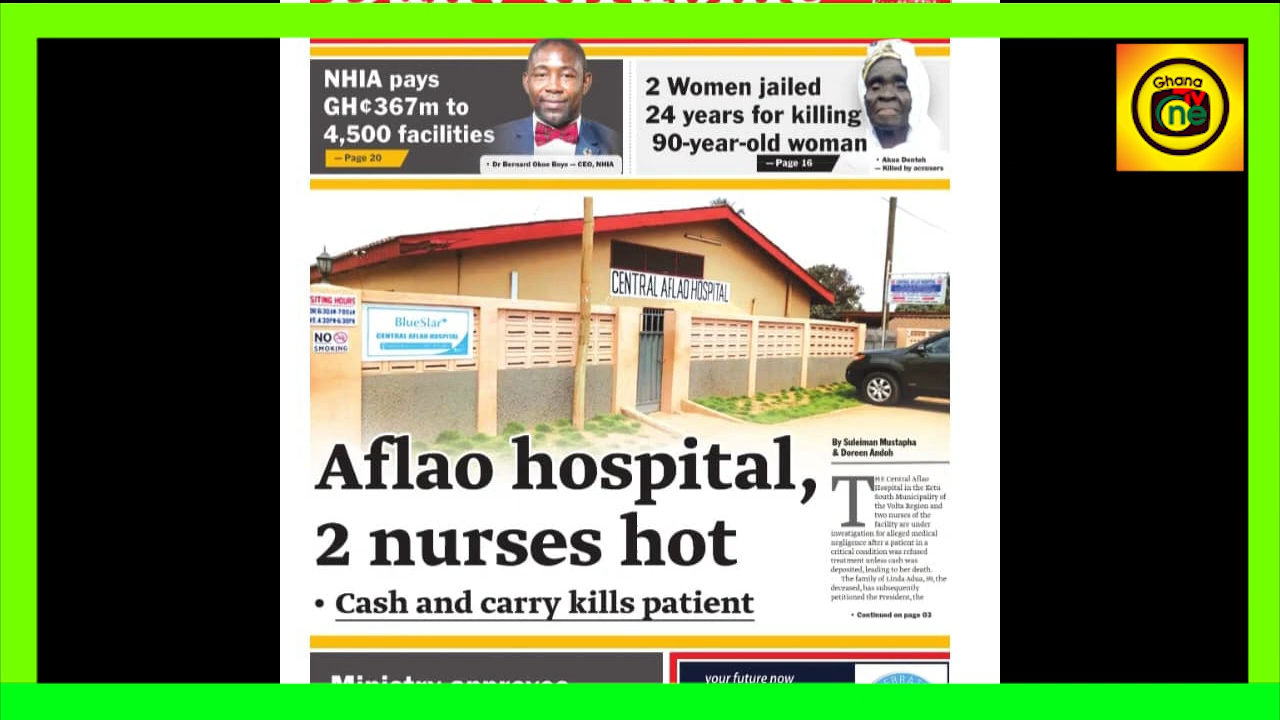 NHIA pays
GH¢367m to
4,500 facilities
— Page 20
• Dr Bernard Okoe Boye — CEO, NHIA
2 Women jailed
24 years for killing
90-year-old woman
— Page 16
• Akua Denteh
— Killed by accusers
Ghana
TV
One
CENTRAL AFLAO HOSPITAL
SITING HOURS
NO
SMOKING
BlueStar*
CENTRAL AFLAO HOSPITAL
Aflao hospital,
2 nurses hot
• Cash and carry kills patient
By Suleiman Mustapha
& Doreen Andoh
THE Central Aflao
Hospital in the Ketu
South Municipality of
the Volta Region and
two nurses of the
facility are under
investigation for alleged medical
negligence after a patient in a
critical condition was refused
treatment unless cash was
deposited, leading to her death.
The family of Linda Adua, the
deceased, has subsequently
petitioned the President, the
• Continued on page 03
Ministry approves
your future now